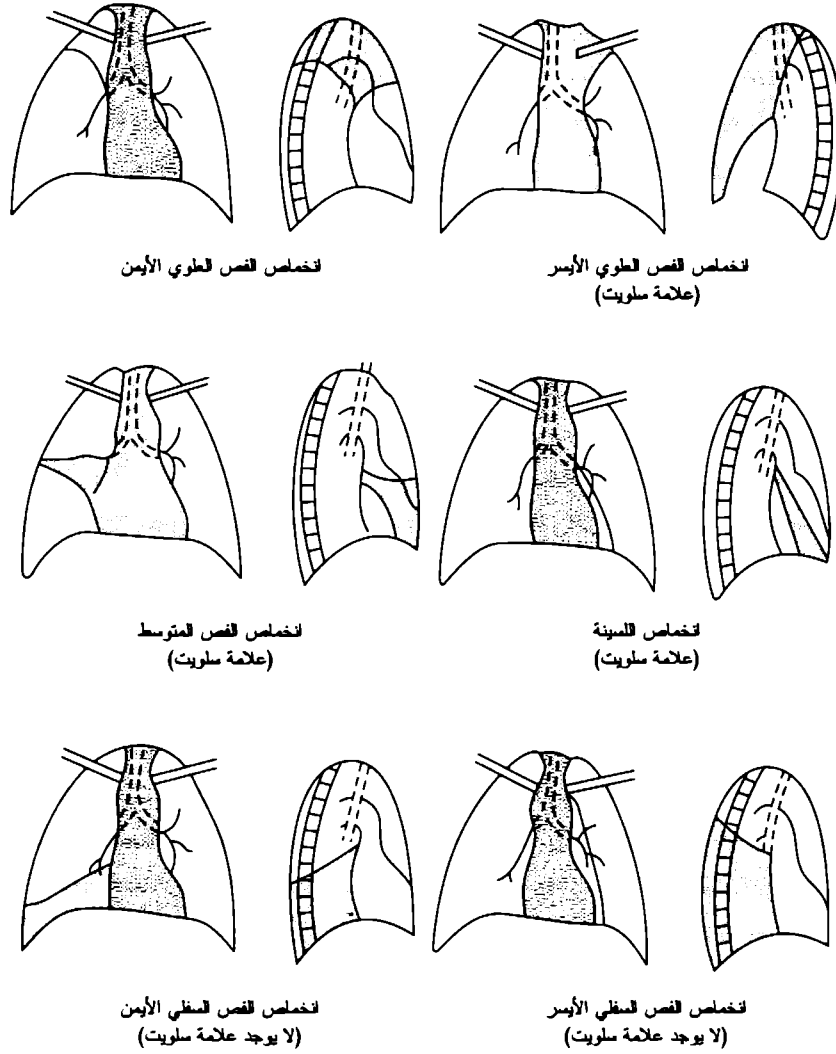 انخماص الفص العلوي الأيمن
انخماص الفص العلوي الأيسر
(علامة سلويت)
انخماص الفص المتوسط
(علامة سلويت)
انخماص اللسينة
(علامة سلويت)
انخماص الفص السفلي الأيمن
(لا يوجد علامة سلويت)
انخماص الفص السفلي الأيسر
(لا يوجد علامة سلويت)